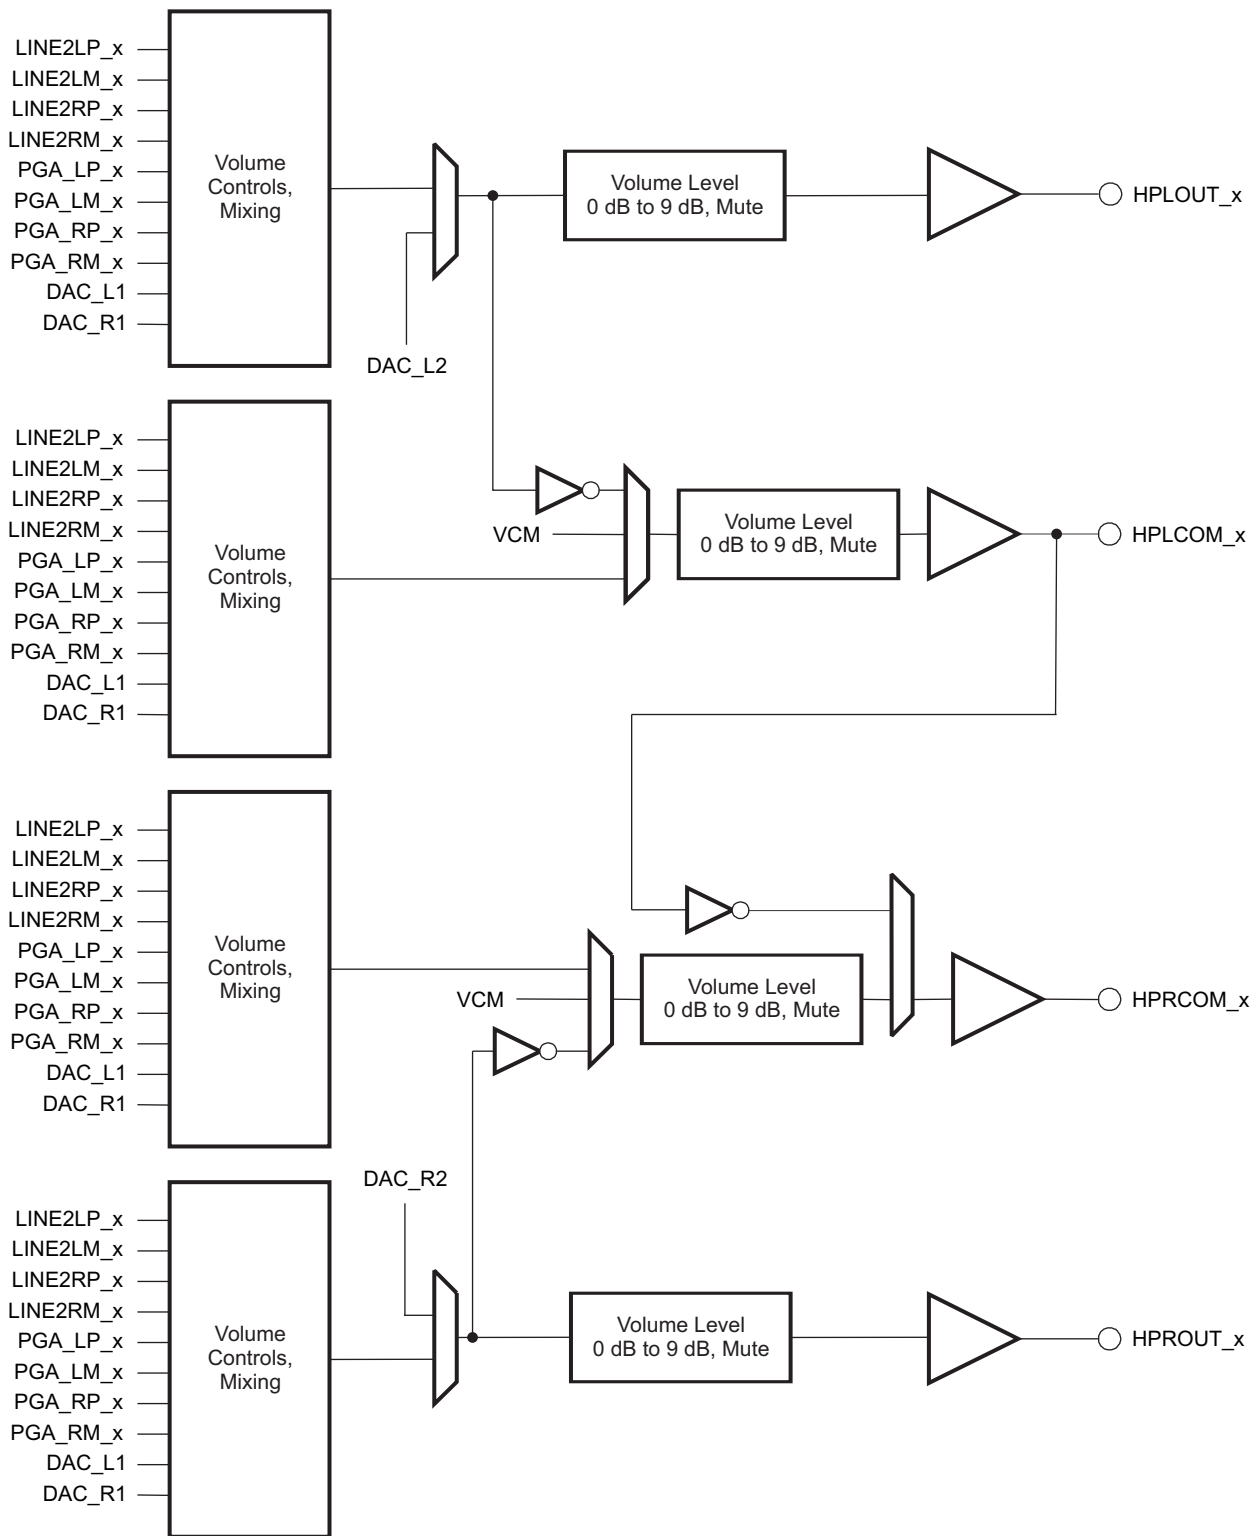 LINE2LP_x
LINE2LM_x
LINE2RP_x
LINE2RM_x
PGA_LP_x
PGA_LM_x
PGA_RP_x
PGA_RM_x
DAC_L1
DAC_R1
Volume
Controls,
Mixing
DAC_L2
Volume Level
0 dB to 9 dB, Mute
HPLOUT_x
LINE2LP_x
LINE2LM_x
LINE2RP_x
LINE2RM_x
PGA_LP_x
PGA_LM_x
PGA_RP_x
PGA_RM_x
DAC_L1
DAC_R1
Volume
Controls,
Mixing
VCM
Volume Level
0 dB to 9 dB, Mute
HPLCOM_x
LINE2LP_x
LINE2LM_x
LINE2RP_x
LINE2RM_x
PGA_LP_x
PGA_LM_x
PGA_RP_x
PGA_RM_x
DAC_L1
DAC_R1
Volume
Controls,
Mixing
VCM
Volume Level
0 dB to 9 dB, Mute
HPRCOM_x
LINE2LP_x
LINE2LM_x
LINE2RP_x
LINE2RM_x
PGA_LP_x
PGA_LM_x
PGA_RP_x
PGA_RM_x
DAC_L1
DAC_R1
Volume
Controls,
Mixing
DAC_R2
Volume Level
0 dB to 9 dB, Mute
HPROUT_x